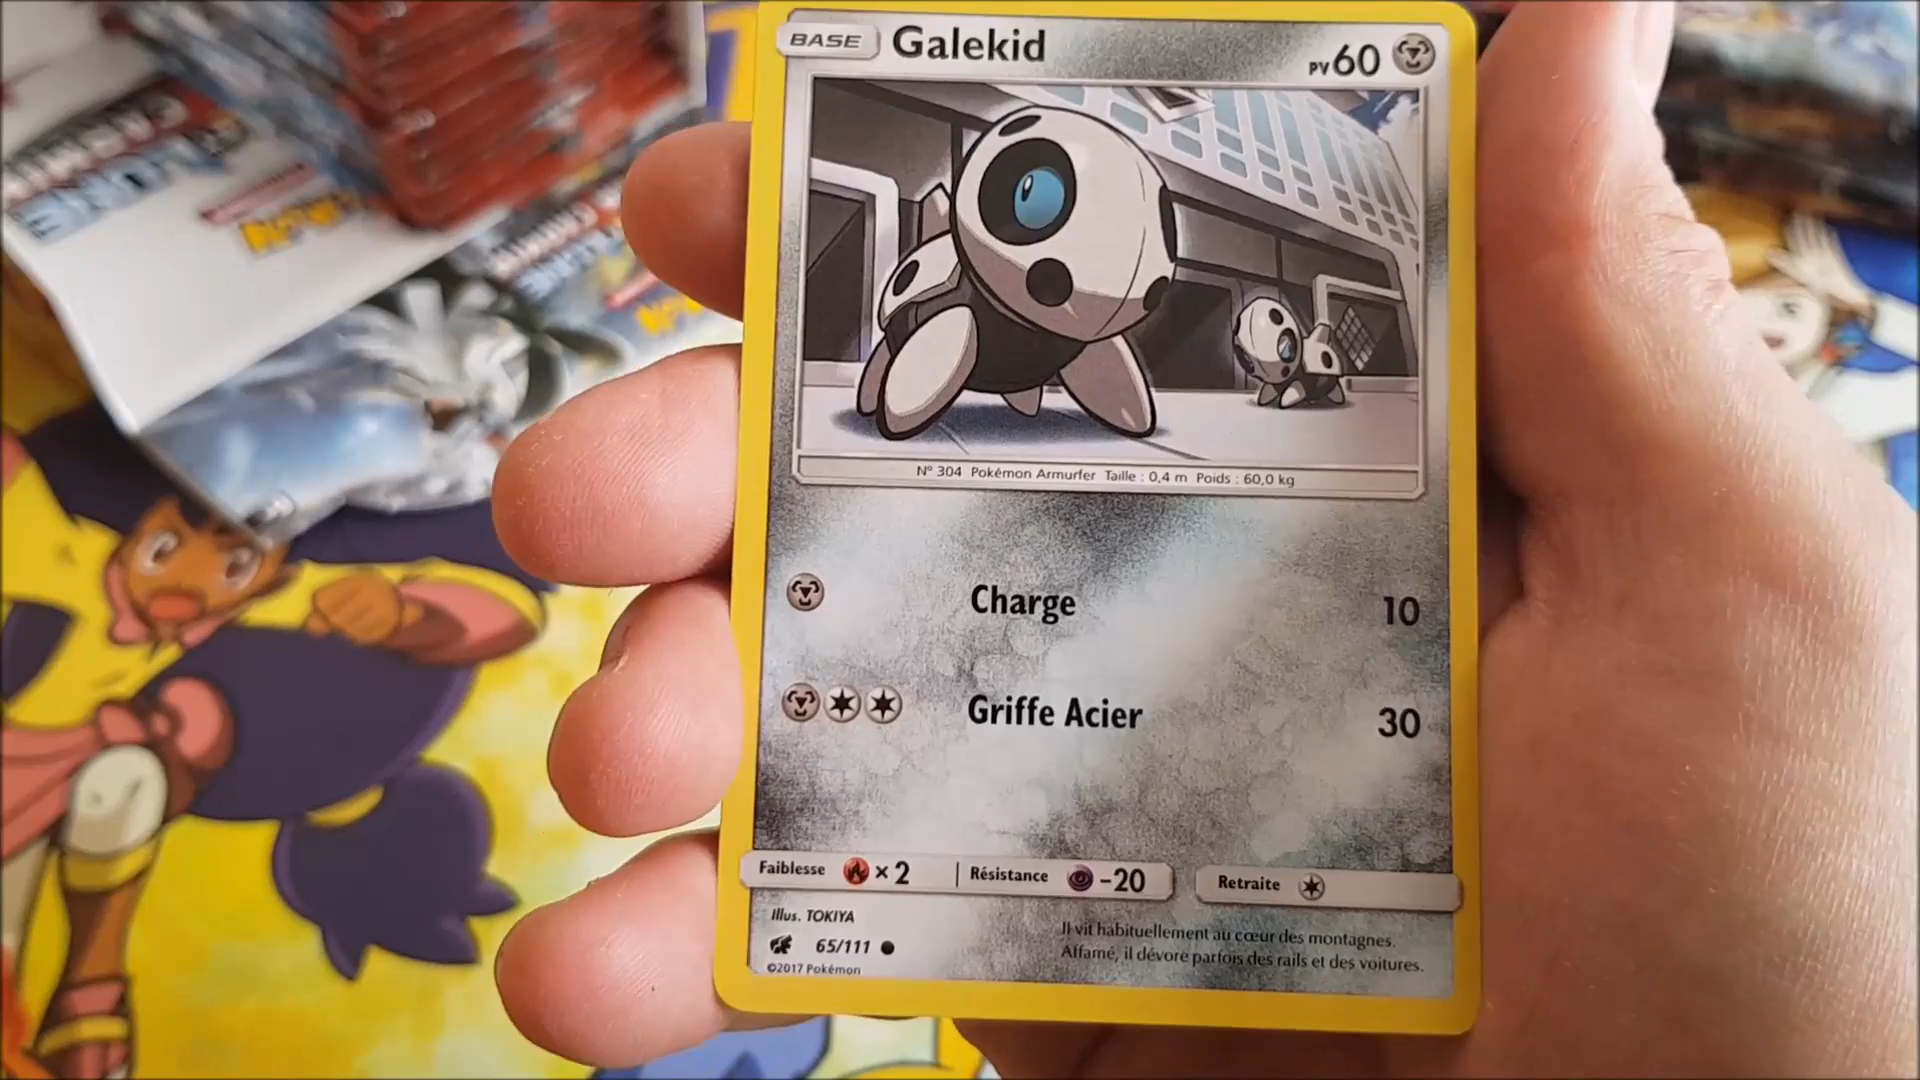 BASE Galekid PV60
Nº 304 Pokémon Armurfer Taille : 0,4 m Poids : 60,0 kg
Charge 10
Griffe Acier 30
Faiblesse ×2 Résistance -20 Retraite
Illus. TOKIYA
65/111
©2017 Pokémon
Il vit habituellement au cœur des montagnes.
Affamé, il dévore parfois des rails et des voitures.